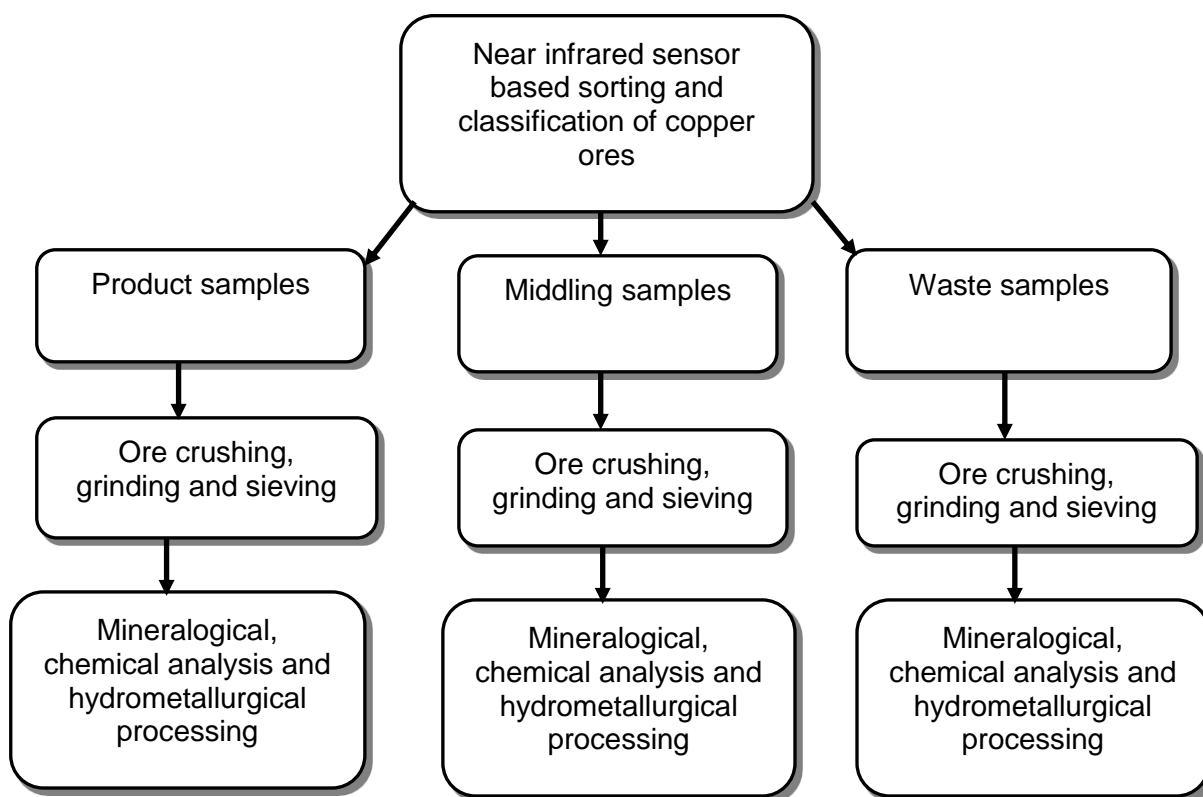 Near infrared sensor
based sorting and
classification of copper
ores
Product samples
Middling samples
Waste samples
Ore crushing,
grinding and sieving
Ore crushing,
grinding and sieving
Ore crushing,
grinding and sieving
Mineralogical,
chemical analysis and
hydrometallurgical
processing
Mineralogical,
chemical analysis and
hydrometallurgical
processing
Mineralogical,
chemical analysis and
hydrometallurgical
processing